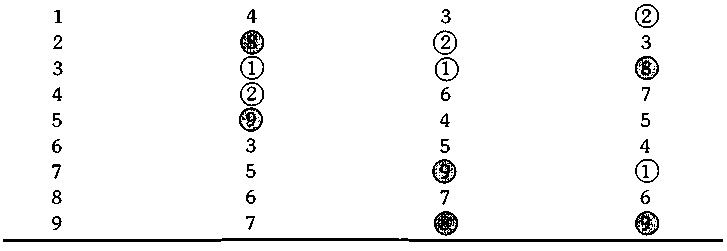 1 4 3 ②
2 8 ② 3
3 ① ① 8
4 ② 6 7
5 9 4 5
6 3 5 4
7 5 9 ①
8 6 7 6
9 7 8 9